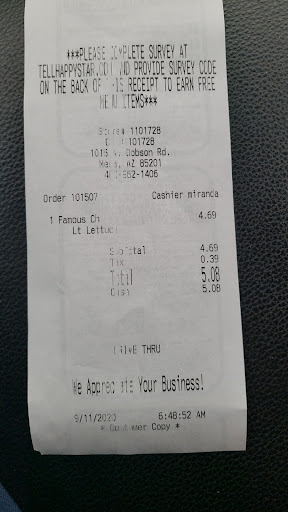 ***PLEASE COMPLETE SURVEY AT
TELLHAPPYSTAR.COM AND PROVIDE SURVEY CODE
ON THE BACK OF THIS RECEIPT TO EARN FREE
MENU ITEMS***
Store# 1101728
1101728
Dobson Rd.
Mesa, AZ 85201
Order 101507 Cashier miranda
1 Famous 4.69
Lt Lettuc
Subtotal 4.69
Tax 0.39
Total 5.08
Cash 5.08
DRIVE THRU
We Appreciate Your Business!
9/11/2020 6:48:52 AM
* Customer Copy *